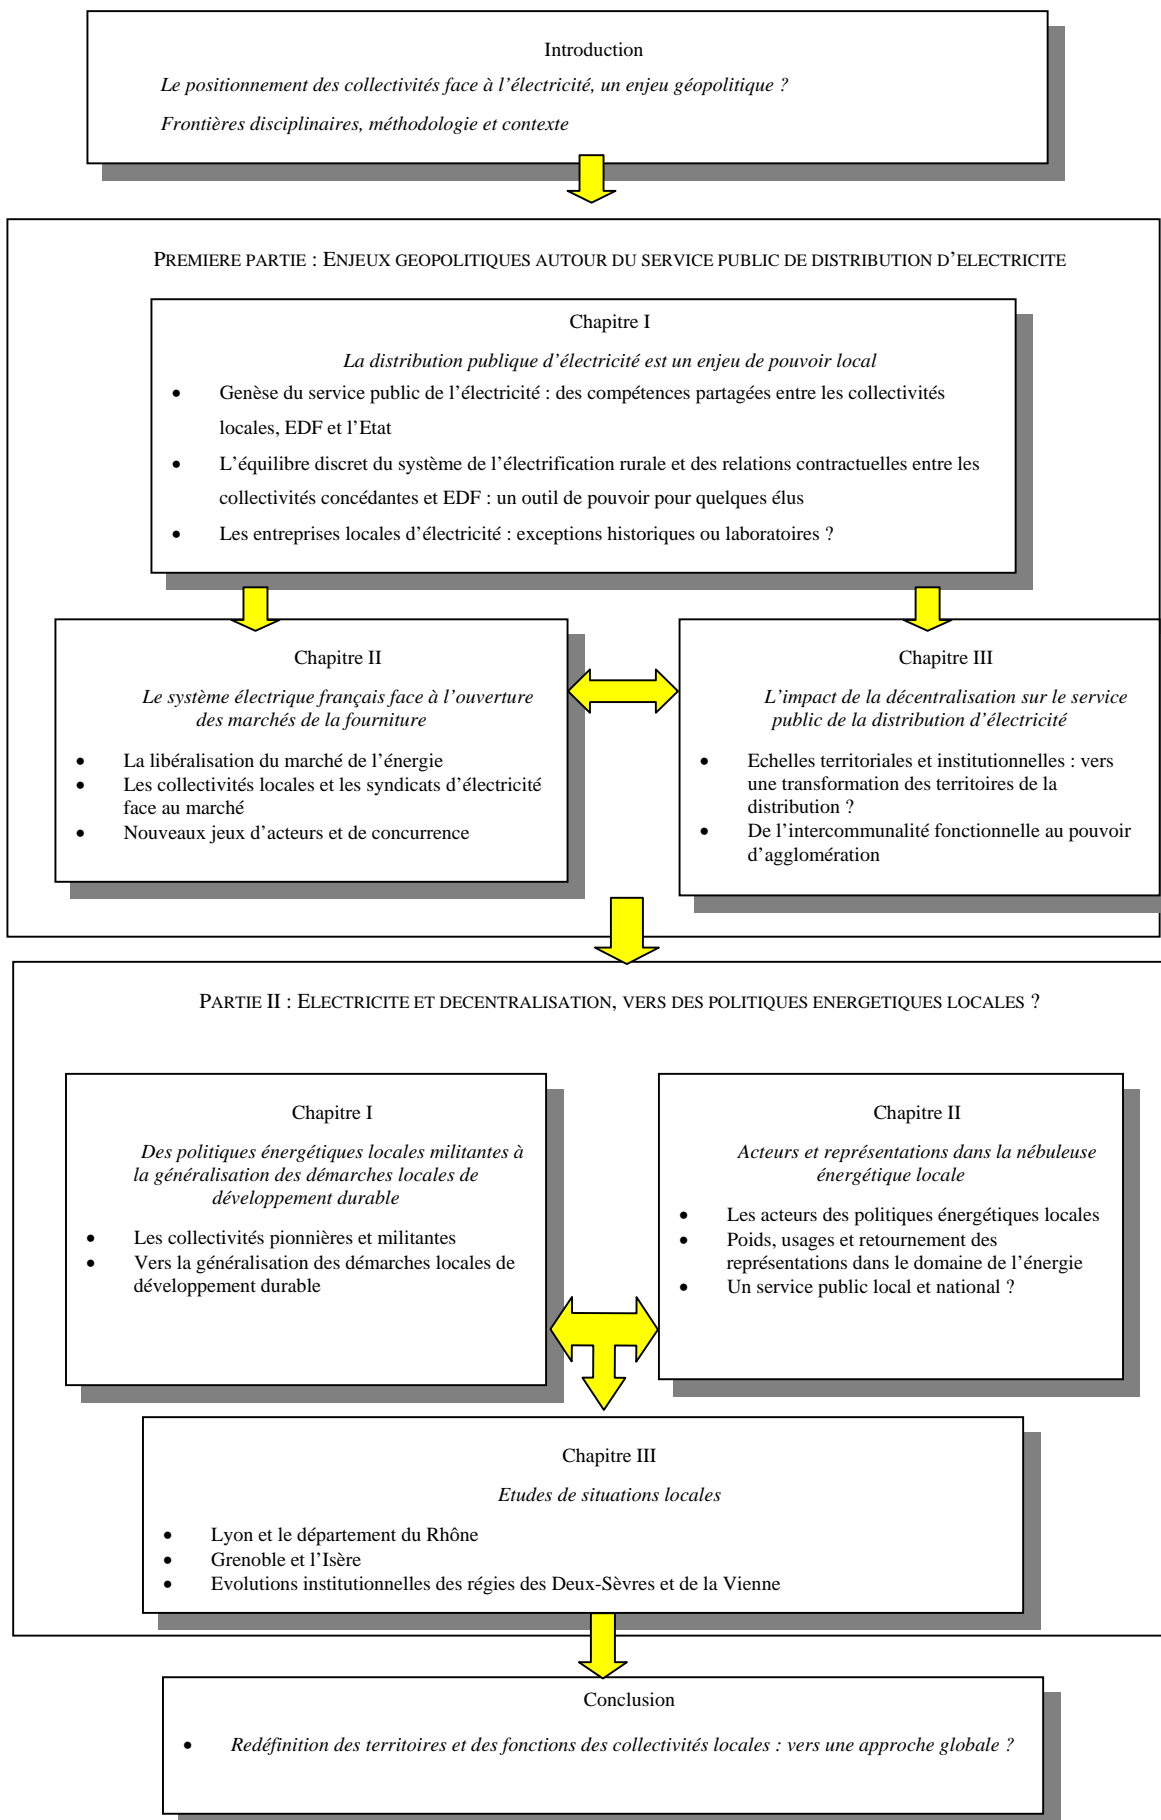 Introduction
Le positionnement des collectivités face à l’électricité, un enjeu géopolitique ?
Frontières disciplinaires, méthodologie et contexte
PREMIERE PARTIE : ENJEUX GEOPOLITIQUES AUTOUR DU SERVICE PUBLIC DE DISTRIBUTION D’ELECTRICITE
Chapitre I
La distribution publique d’électricité est un enjeu de pouvoir local
• Genèse du service public de l’électricité : des compétences partagées entre les collectivités
locales, EDF et l’Etat
• L’équilibre discret du système de l’électrification rurale et des relations contractuelles entre les
collectivités concédantes et EDF : un outil de pouvoir pour quelques élus
• Les entreprises locales d’électricité : exceptions historiques ou laboratoires ?
Chapitre II
Le système électrique français face à l’ouverture
des marchés de la fourniture
• La libéralisation du marché de l’énergie
• Les collectivités locales et les syndicats d’électricité
face au marché
• Nouveaux jeux d’acteurs et de concurrence
Chapitre III
L’impact de la décentralisation sur le service
public de la distribution d’électricité
• Echelles territoriales et institutionnelles : vers
une transformation des territoires de la
distribution ?
• De l’intercommunalité fonctionnelle au pouvoir
d’agglomération
PARTIE II : ELECTRICITE ET DECENTRALISATION, VERS DES POLITIQUES ENERGETIQUES LOCALES ?
Chapitre I
Des politiques énergétiques locales militantes à
la généralisation des démarches locales de
développement durable
• Les collectivités pionnières et militantes
• Vers la généralisation des démarches locales de
développement durable
Chapitre II
Acteurs et représentations dans la nébuleuse
énergétique locale
• Les acteurs des politiques énergétiques locales
• Poids, usages et retournement des
représentations dans le domaine de l’énergie
• Un service public local et national ?
Chapitre III
Etudes de situations locales
• Lyon et le département du Rhône
• Grenoble et l’Isère
• Evolutions institutionnelles des régies des Deux-Sèvres et de la Vienne
Conclusion
• Redéfinition des territoires et des fonctions des collectivités locales : vers une approche globale ?